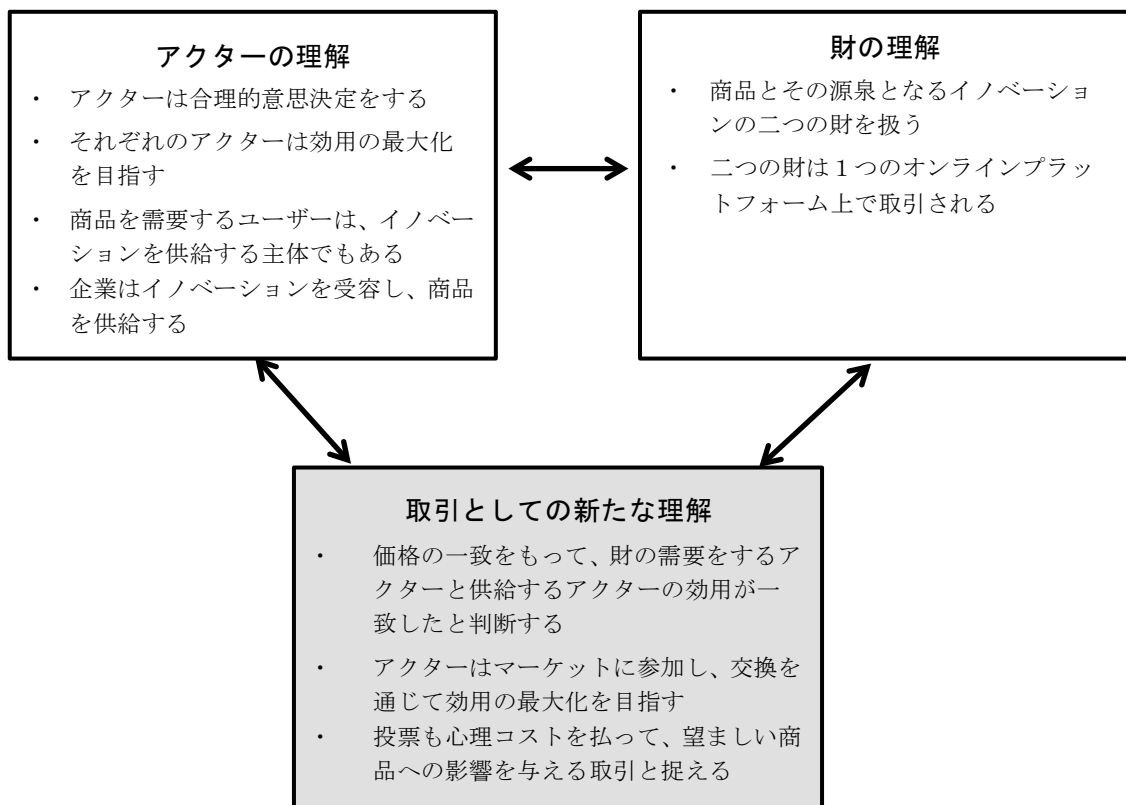 アクターの理解
・ アクターは合理的意思決定をする
・ それぞれのアクターは効用の最大化
を目指す
・ 商品を需要するユーザーは、イノベー
ションを供給する主体でもある
・ 企業はイノベーションを受容し、商品
を供給する
財の理解
・ 商品とその源泉となるイノベーショ
ンの二つの財を扱う
・ 二つの財は１つのオンラインプラッ
トフォーム上で取引される
取引としての新たな理解
・ 価格の一致をもって、財の需要をするア
クターと供給するアクターの効用が一
致したと判断する
・ アクターはマーケットに参加し、交換を
通じて効用の最大化を目指す
・ 投票も心理コストを払って、望ましい商
品への影響を与える取引と捉える